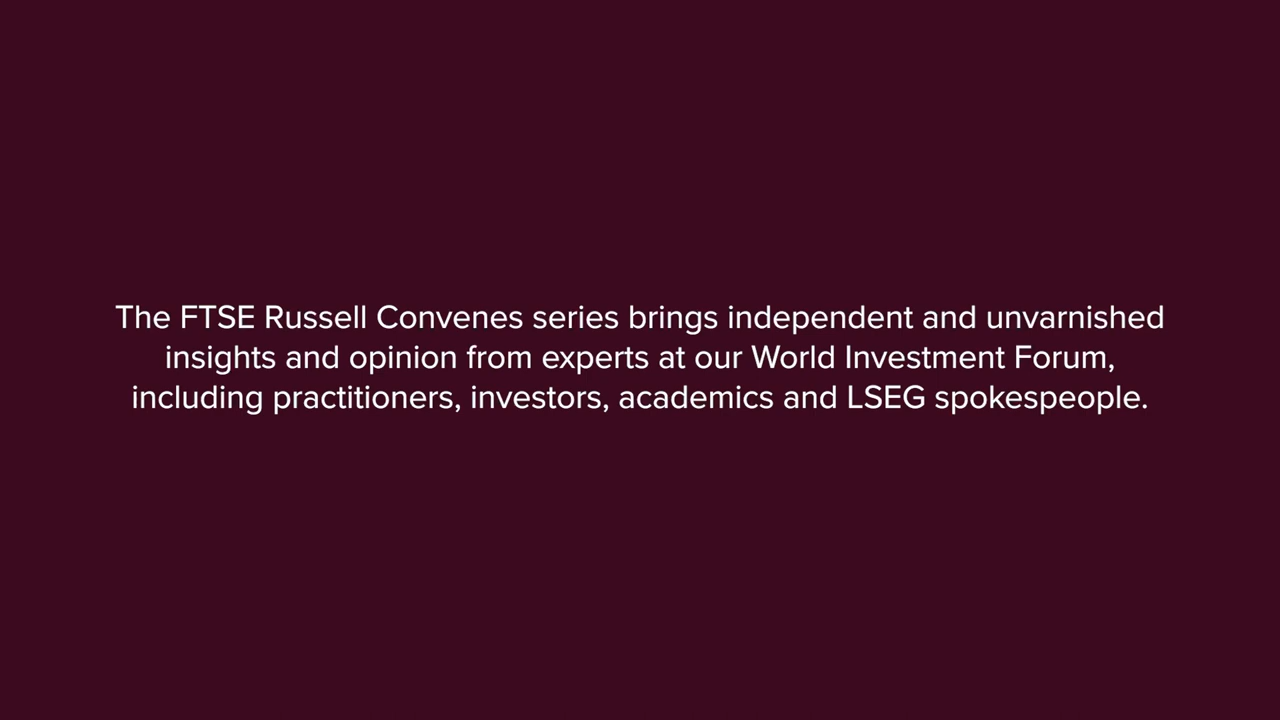 The FTSE Russell Convenes series brings independent and unvarnished
insights and opinion from experts at our World Investment Forum,
including practitioners, investors, academics and LSEG spokespeople.